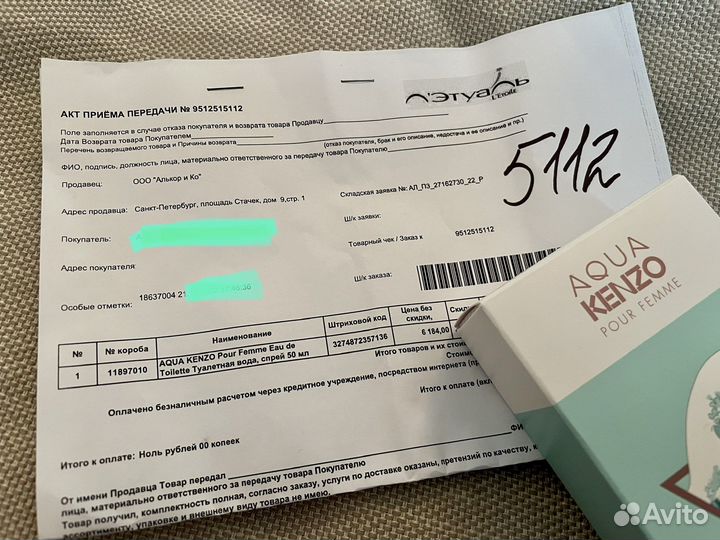 Л'Этуаль
L'ETOILE
АКТ ПРИЁМА ПЕРЕДАЧИ № 9512515112
Поле заполняется в случае отказа покупателя и возврата товара Продавцу
Дата Возврата товара Покупателем
Перечень возвращаемого товара и Причины возврата
(отказ покупателя, брак и его описание, недостача и ее описание и пр.)
ФИО, подпись, должность лица, материально ответственного за передачу товара Покупателю
5112
Продавец: ООО "Алькор и Ко"
Складская заявка №: АЛ_ПЗ_27162730_22_Р
Адрес продавца: Санкт-Петербург, площадь Стачек, дом 9,стр. 1
Ш/к заявки:
Покупатель:
Товарный чек / Заказ к 9512515112
Адрес покупателя:
Ш/к заказа:
Особые отметки: 18637004 21
№ № короба Наименование Штриховой код Цена без скидки,
1 11897010 AQUA KENZO Pour Femme Eau de Toilette Туалетная вода, спрей 50 мл 3274872357136 6 184,00
Итого товаров и их
Оплачено безналичным расчетом через кредитное учреждение, посредством интернета
Итого к оплате
Итого к оплате: Ноль рублей 00 копеек
От имени Продавца Товар передал
лица, материально ответственного за передачу товара Покупателю
Товар получил, комплектность полная, согласно заказу, услуги по доставке оказаны, претензий по качеству,
ассортименту, упаковке и внешнему виду товара не имею.
AQUA
KENZO
POUR FEMME
Avito